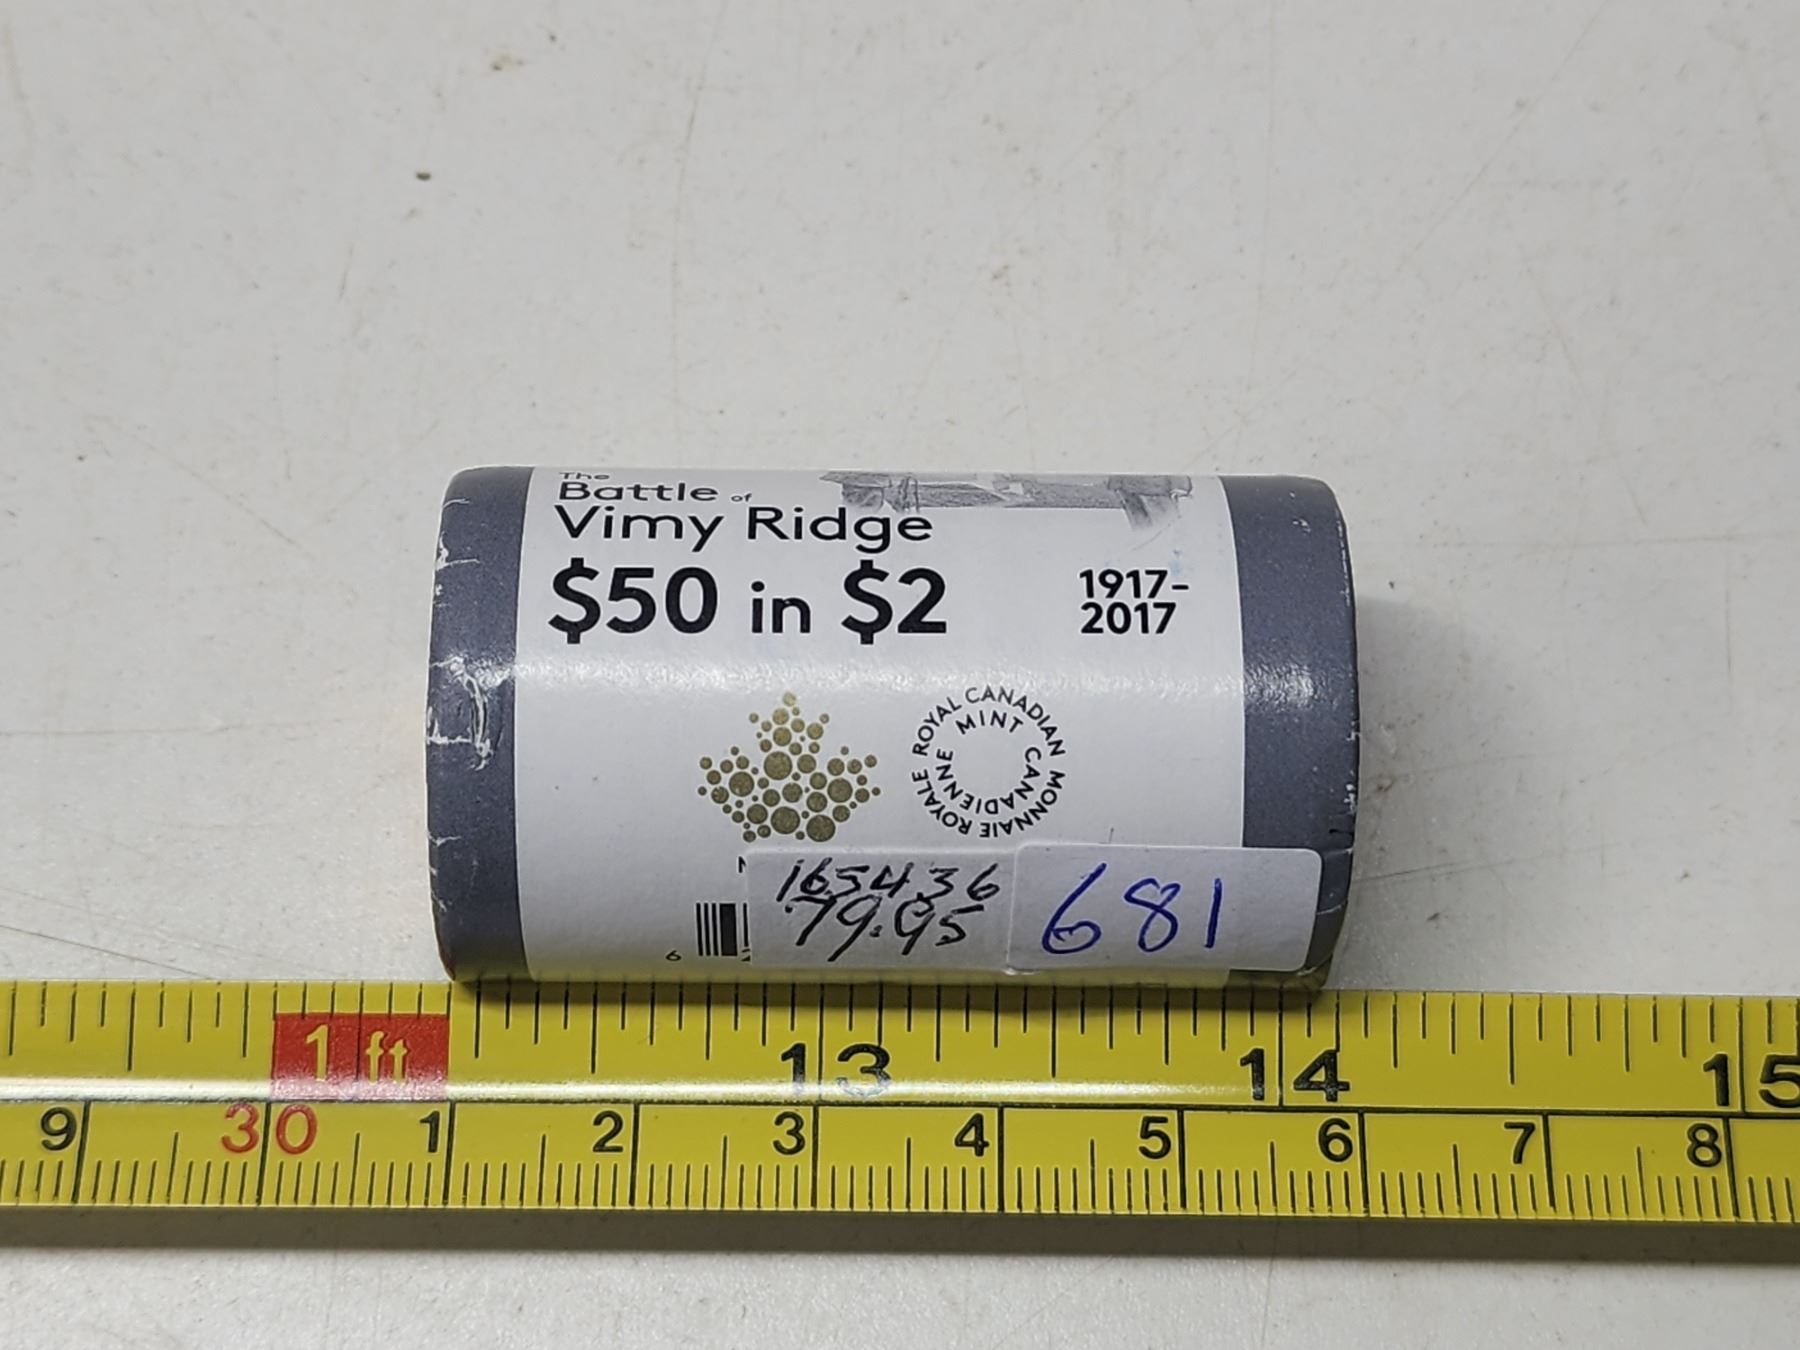 The
Battle of
Vimy Ridge
$50 in $2
1917-
2017
ROYAL CANADIAN MINT
MONNAIE ROYALE CANADIENNE
165436
79.95
681
6
1 ft 13 14 15
9 30 1 2 3 4 5 6 7 8